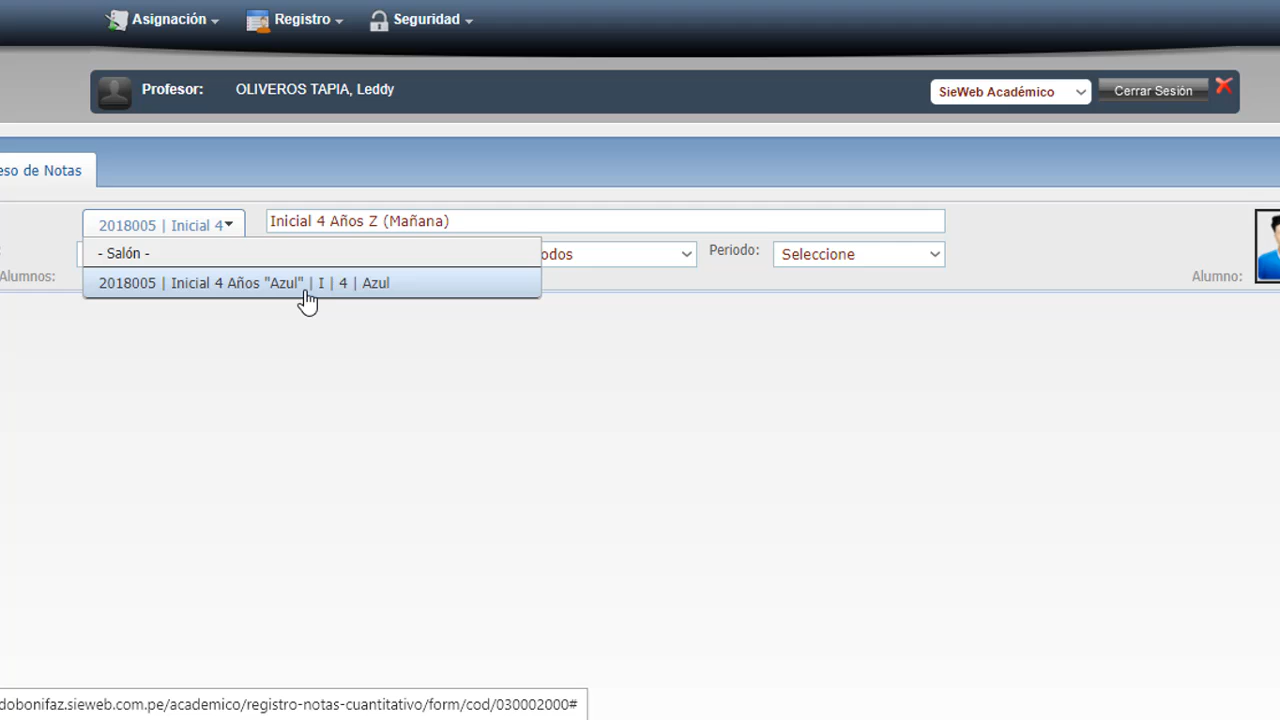 Asignación
Registro
Seguridad
Profesor: OLIVEROS TAPIA, Leddy
SieWeb Académico
Cerrar Sesión
eso de Notas
2018005 | Inicial 4
Inicial 4 Años Z (Mañana)
- Salón -
odos
Periodo:
Seleccione
Alumnos:
2018005 | Inicial 4 Años "Azul" | I | 4 | Azul
Alumno:
dobonifaz.sieweb.com.pe/academico/registro-notas-cuantitativo/form/cod/030002000#